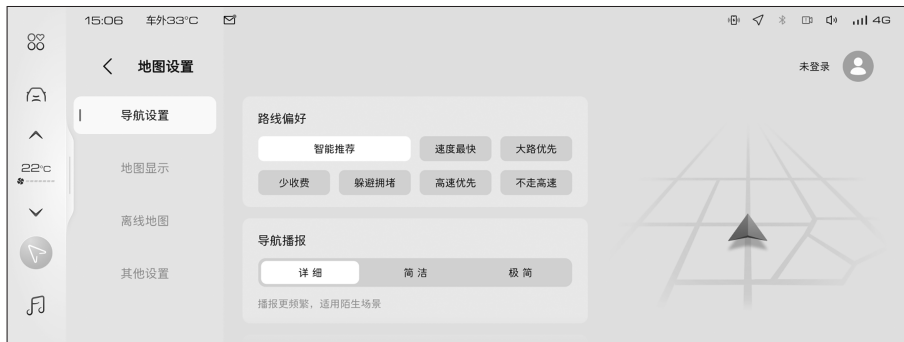 15:06 车外33°C 4G
地图设置 未登录
导航设置
地图显示
离线地图
其他设置
22°C
路线偏好
智能推荐 速度最快 大路优先
少收费 躲避拥堵 高速优先 不走高速
导航播报
详细 简洁 极简
播报更频繁，适用陌生场景